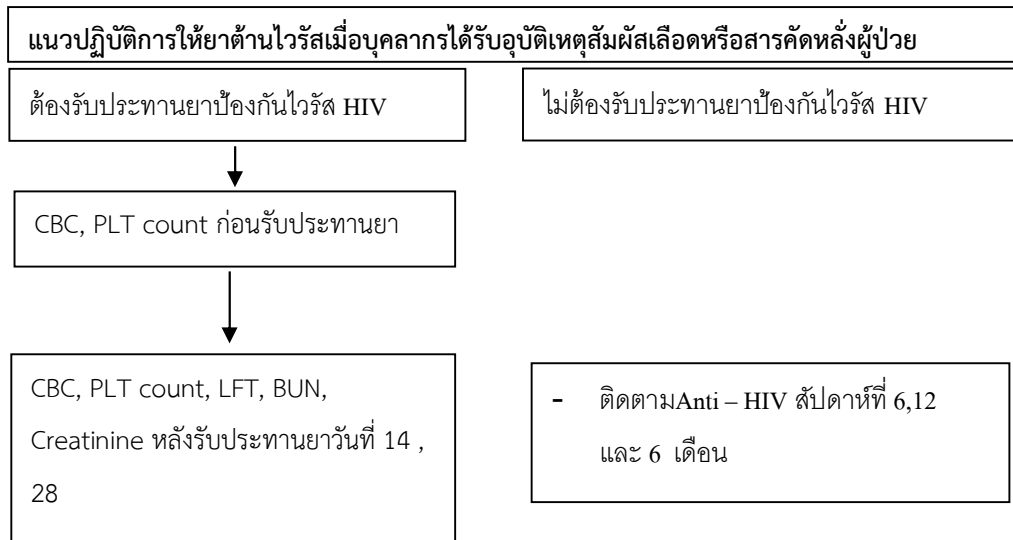 แนวปฏิบัติการให้ยาต้านไวรัสเมื่อบุคลากรได้รับอุบัติเหตุสัมผัสเลือดหรือสารคัดหลั่งผู้ป่วย
ต้องรับประทานยาป้องกันไวรัส HIV
ไม่ต้องรับประทานยาป้องกันไวรัส HIV
CBC, PLT count ก่อนรับประทานยา
CBC, PLT count, LFT, BUN,
Creatinine หลังรับประทานยาวันที่ 14 ,
28
- ติดตามAnti – HIV สัปดาห์ที่ 6,12
และ 6 เดือน